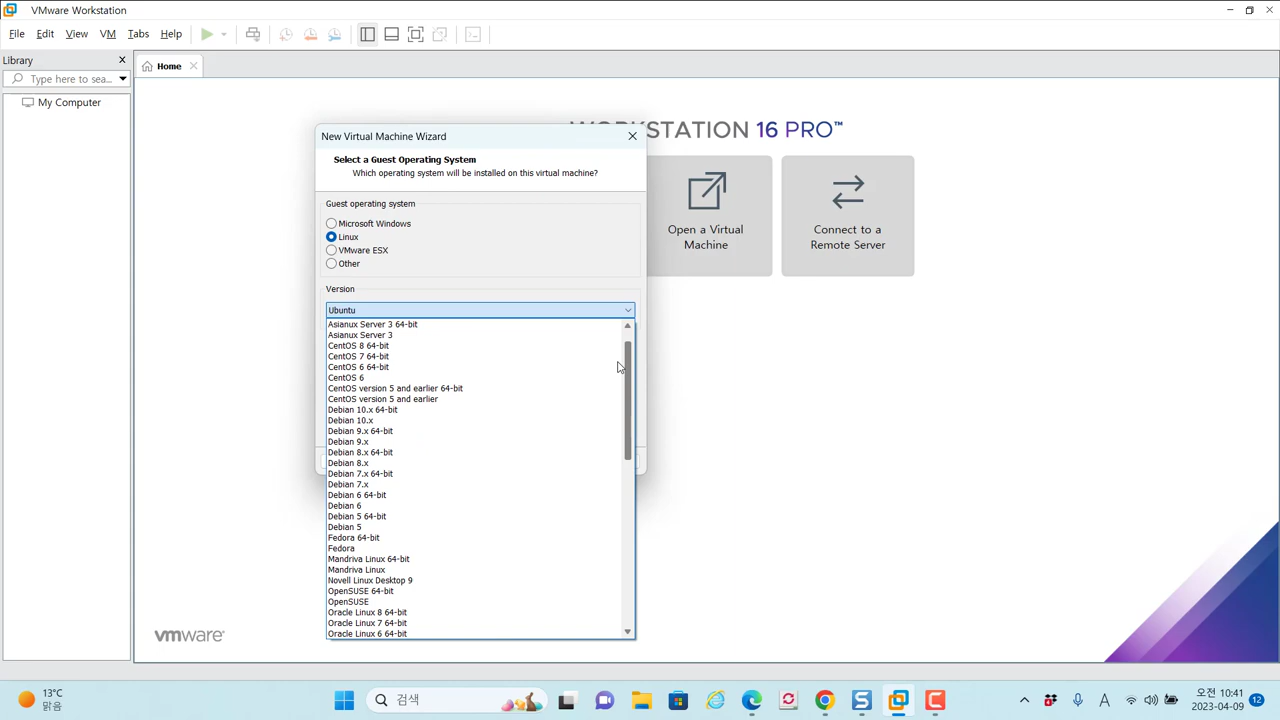 VMware Workstation
File Edit View VM Tabs Help
Library
Type here to sea...
My Computer
Home
WORKSTATION 16 PRO™
New Virtual Machine Wizard
Select a Guest Operating System
Which operating system will be installed on this virtual machine?
Guest operating system
Microsoft Windows
Linux
VMware ESX
Other
Version
Ubuntu
Asianux Server 3 64-bit
Asianux Server 3
CentOS 8 64-bit
CentOS 7 64-bit
CentOS 6 64-bit
CentOS 6
CentOS version 5 and earlier 64-bit
CentOS version 5 and earlier
Debian 10.x 64-bit
Debian 10.x
Debian 9.x 64-bit
Debian 9.x
Debian 8.x 64-bit
Debian 8.x
Debian 7.x 64-bit
Debian 7.x
Debian 6 64-bit
Debian 6
Debian 5 64-bit
Debian 5
Fedora 64-bit
Fedora
Mandriva Linux 64-bit
Mandriva Linux
Novell Linux Desktop 9
OpenSUSE 64-bit
OpenSUSE
Oracle Linux 8 64-bit
Oracle Linux 7 64-bit
Oracle Linux 6 64-bit
Open a Virtual
Machine
Connect to a
Remote Server
vmware®
13°C
맑음
검색
A
오전 10:41
2023-04-09
12